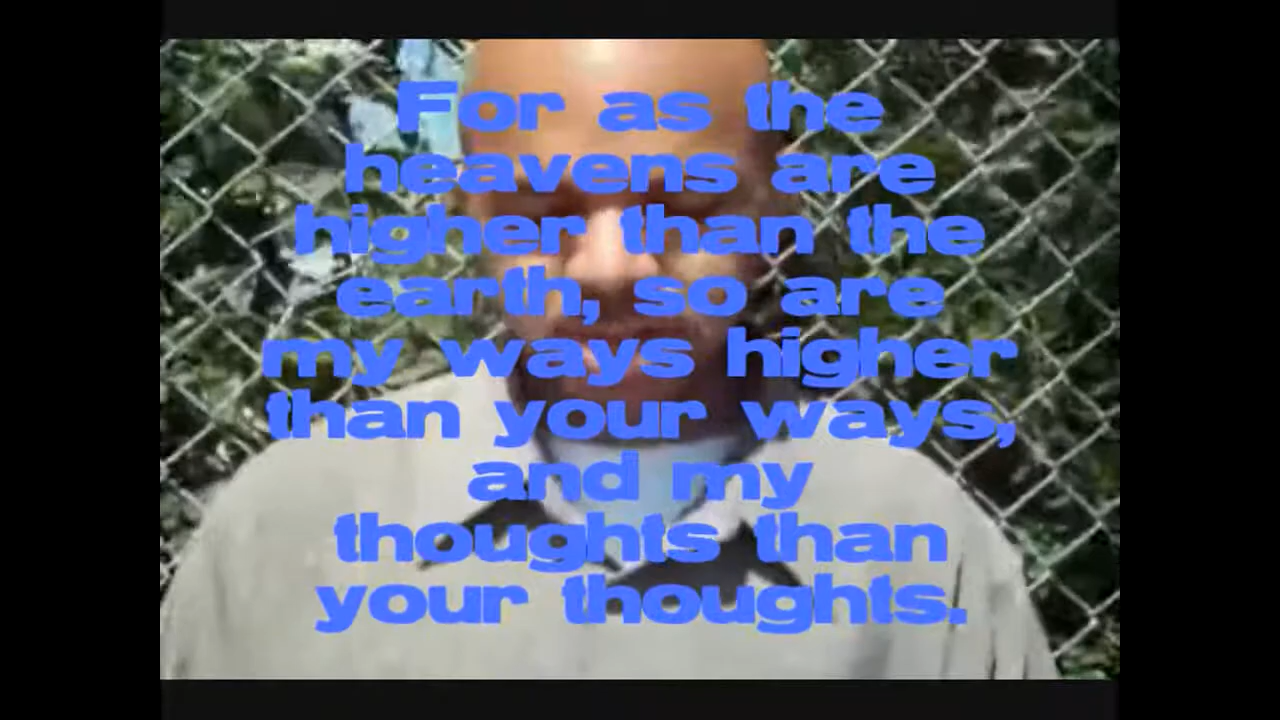 For as the
heavens are
higher than the
earth, so are
my ways higher
than your ways,
and my
thoughts than
your thoughts.